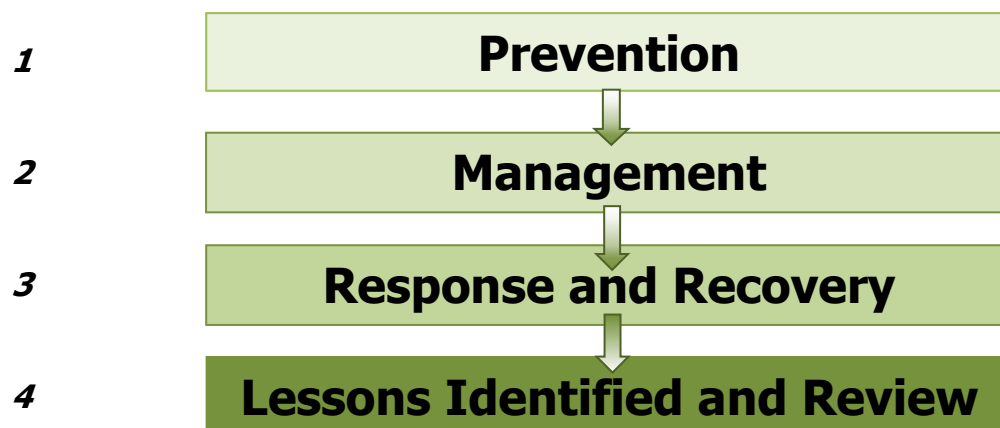 1 Prevention
2 Management
3 Response and Recovery
4 Lessons Identified and Review